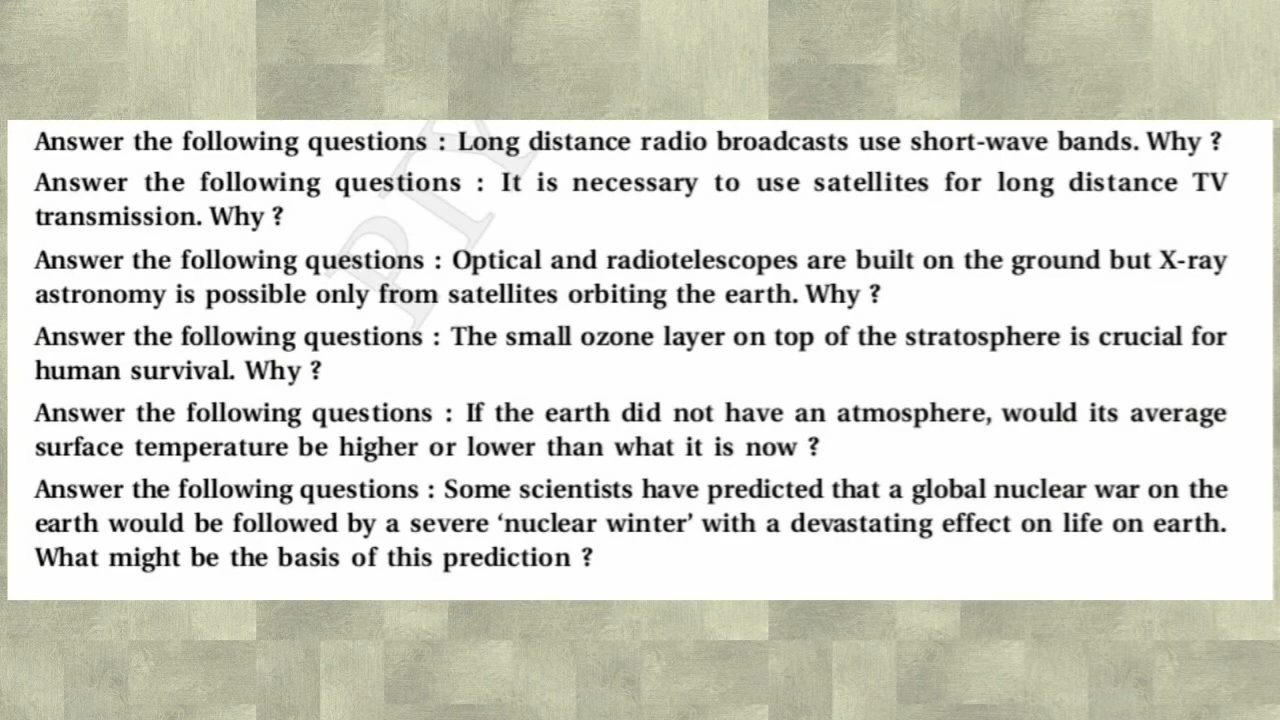 Answer the following questions : Long distance radio broadcasts use short-wave bands. Why ?
Answer the following questions : It is necessary to use satellites for long distance TV
transmission. Why ?
Answer the following questions : Optical and radiotelescopes are built on the ground but X-ray
astronomy is possible only from satellites orbiting the earth. Why ?
Answer the following questions : The small ozone layer on top of the stratosphere is crucial for
human survival. Why ?
Answer the following questions : If the earth did not have an atmosphere, would its average
surface temperature be higher or lower than what it is now ?
Answer the following questions : Some scientists have predicted that a global nuclear war on the
earth would be followed by a severe ‘nuclear winter’ with a devastating effect on life on earth.
What might be the basis of this prediction ?